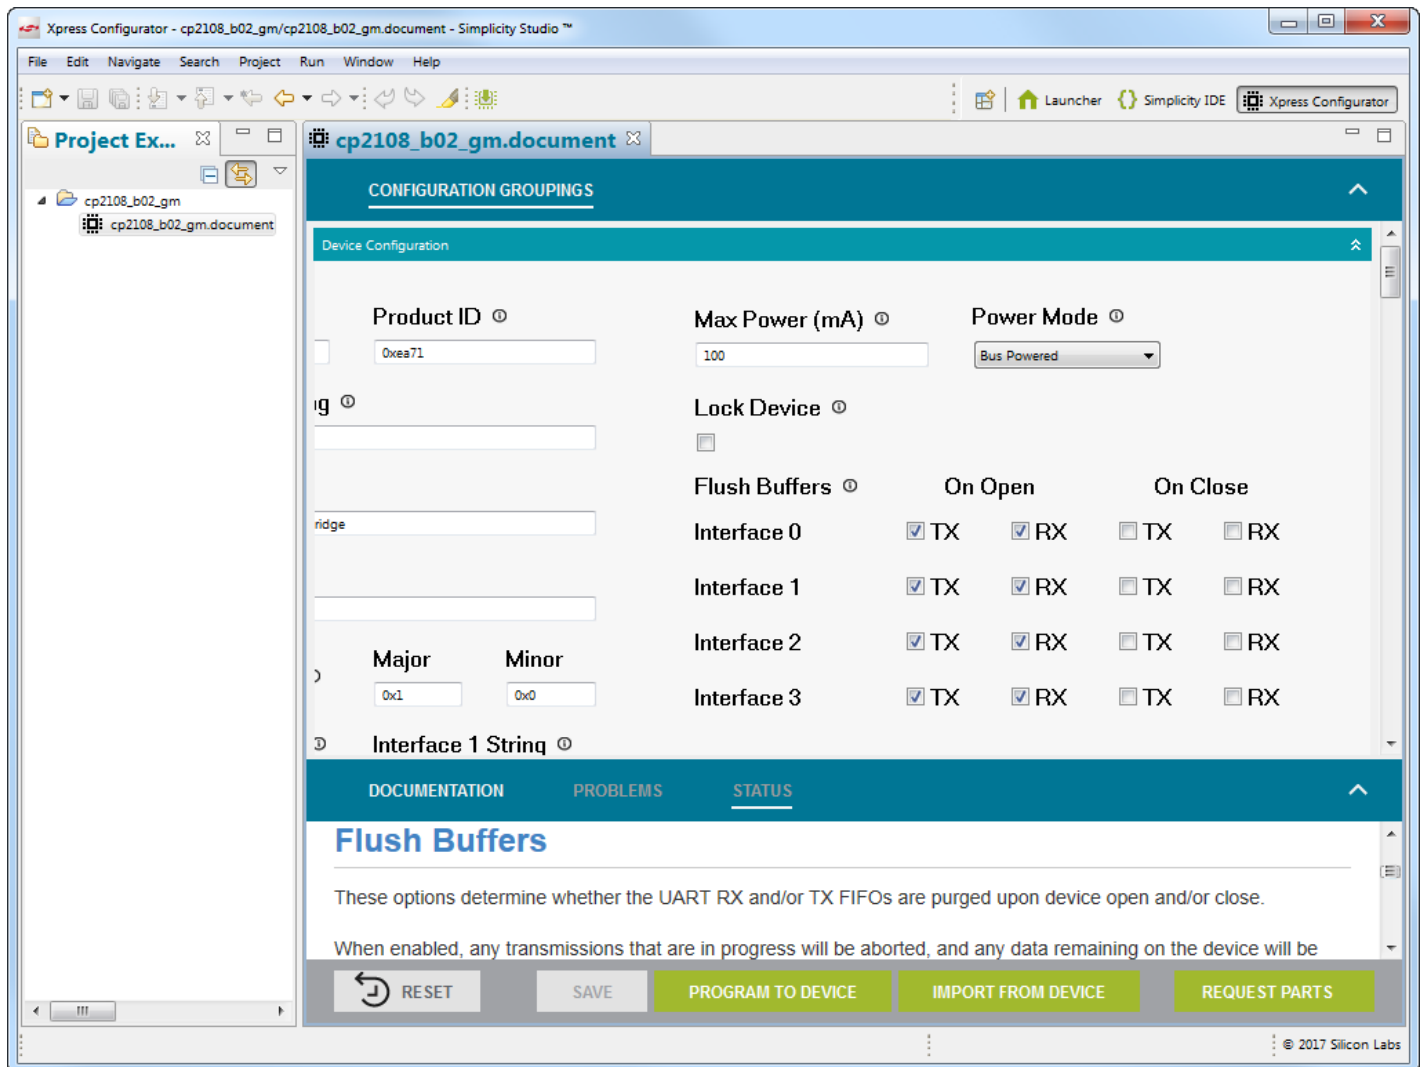 Xpress Configurator - cp2108_b02_gm/cp2108_b02_gm.document - Simplicity Studio ™
File Edit Navigate Search Project Run Window Help
Launcher Simplicity IDE Xpress Configurator
Project Ex...
cp2108_b02_gm.document
cp2108_b02_gm
cp2108_b02_gm.document
CONFIGURATION GROUPINGS
Device Configuration
Product ID Max Power (mA) Power Mode
0xea71 100 Bus Powered
ng Lock Device
Flush Buffers On Open On Close
ridge
Interface 0 TX RX TX RX
Interface 1 TX RX TX RX
Interface 2 TX RX TX RX
Major Minor
0x1 0x0
Interface 3 TX RX TX RX
Interface 1 String
DOCUMENTATION PROBLEMS STATUS
Flush Buffers
These options determine whether the UART RX and/or TX FIFOs are purged upon device open and/or close.
When enabled, any transmissions that are in progress will be aborted, and any data remaining on the device will be
RESET SAVE PROGRAM TO DEVICE IMPORT FROM DEVICE REQUEST PARTS
© 2017 Silicon Labs